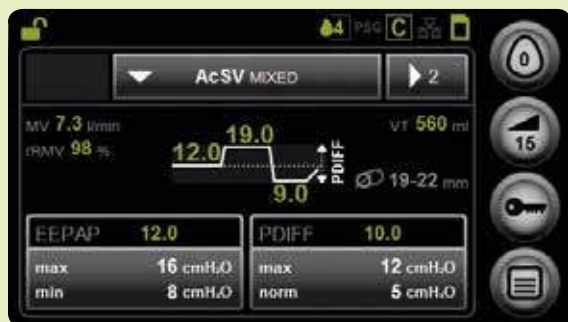 4 PSG C
0
AcSV MIXED 2
MV 7.3 l/min
VT 560 ml
rRMV 98 %
15
12.0 19.0 PDIFF
19-22 mm
9.0
EEPAP 12.0
PDIFF 10.0
max 16 cmH₂O
max 12 cmH₂O
min 8 cmH₂O
norm 5 cmH₂O